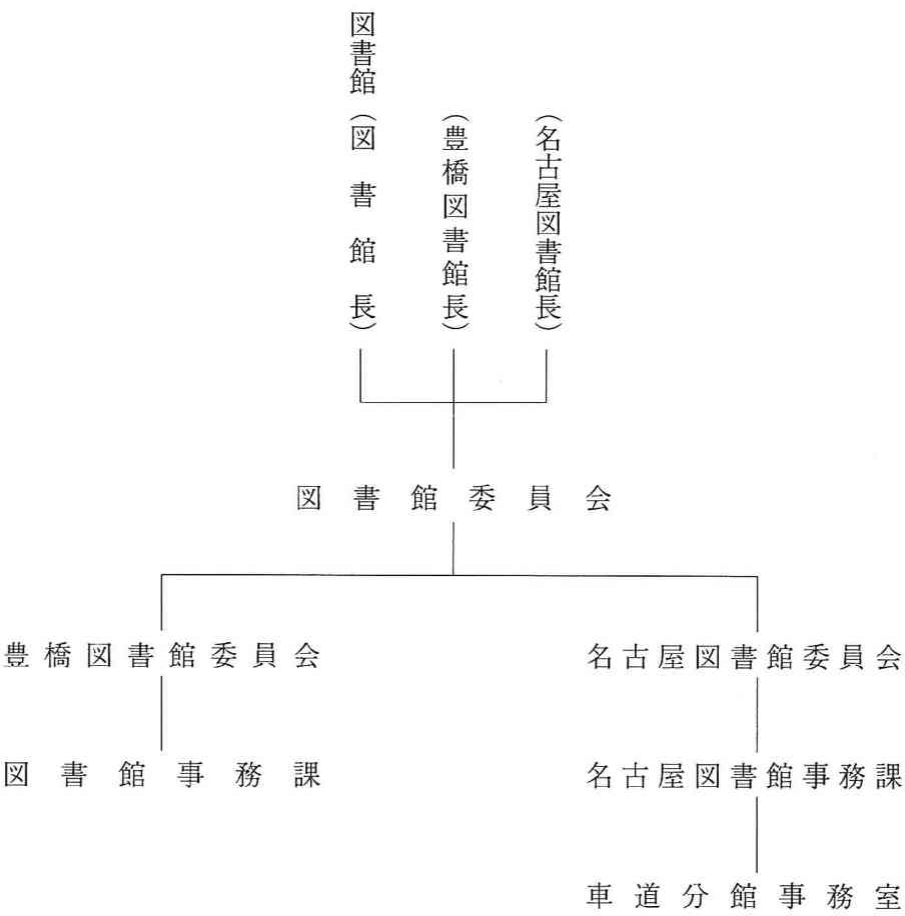 図書館（図書館長）
（豊橋図書館長）
（名古屋図書館長）
図書館委員会
豊橋図書館委員会
名古屋図書館委員会
図書館事務課
名古屋図書館事務課
車道分館事務室